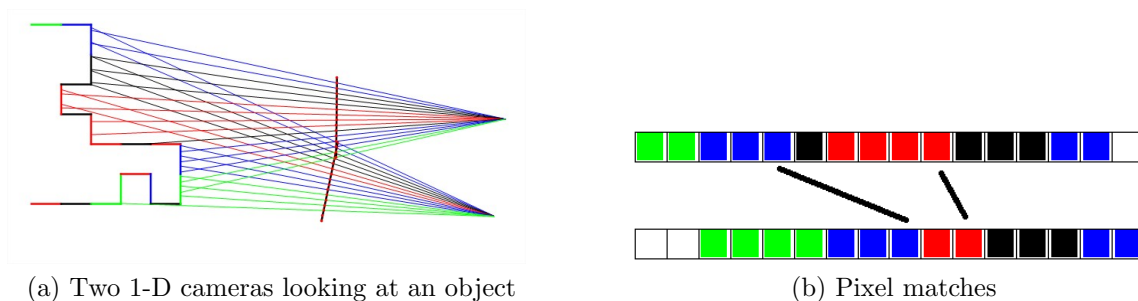 (a) Two 1-D cameras looking at an object
(b) Pixel matches